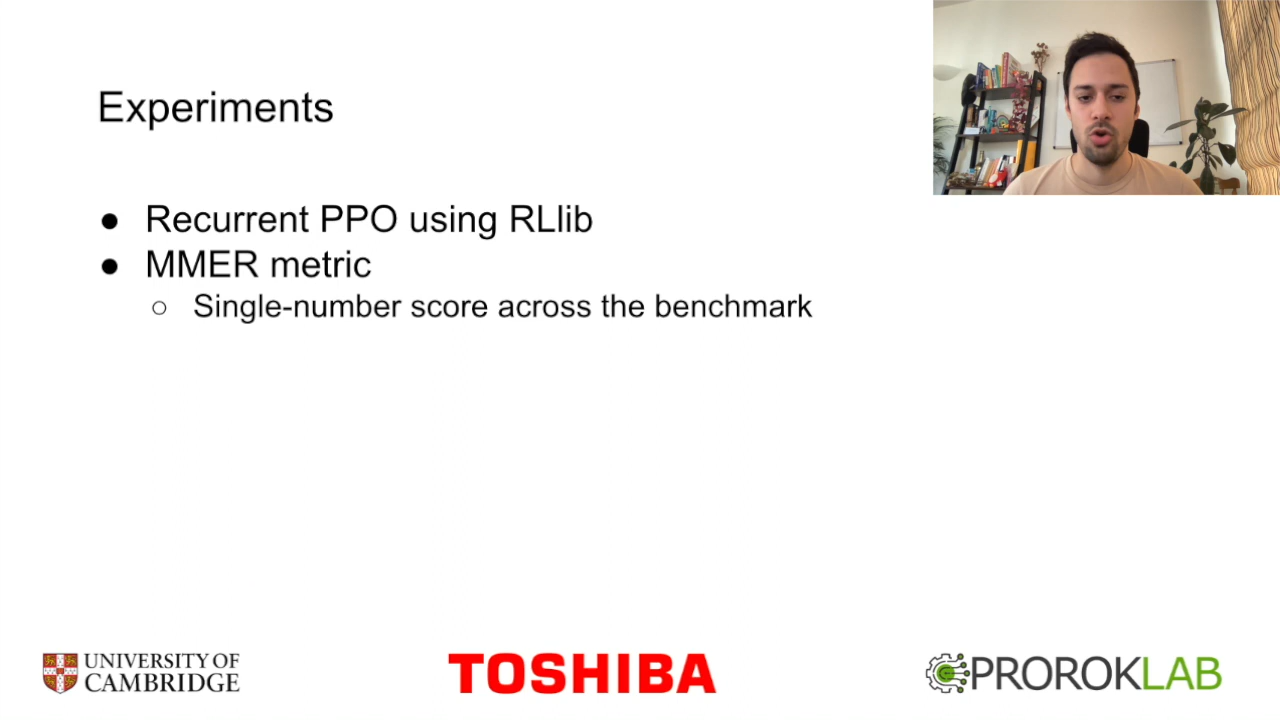 Experiments
● Recurrent PPO using RLlib
● MMER metric
○ Single-number score across the benchmark
UNIVERSITY OF
CAMBRIDGE
TOSHIBA
PROROKLAB